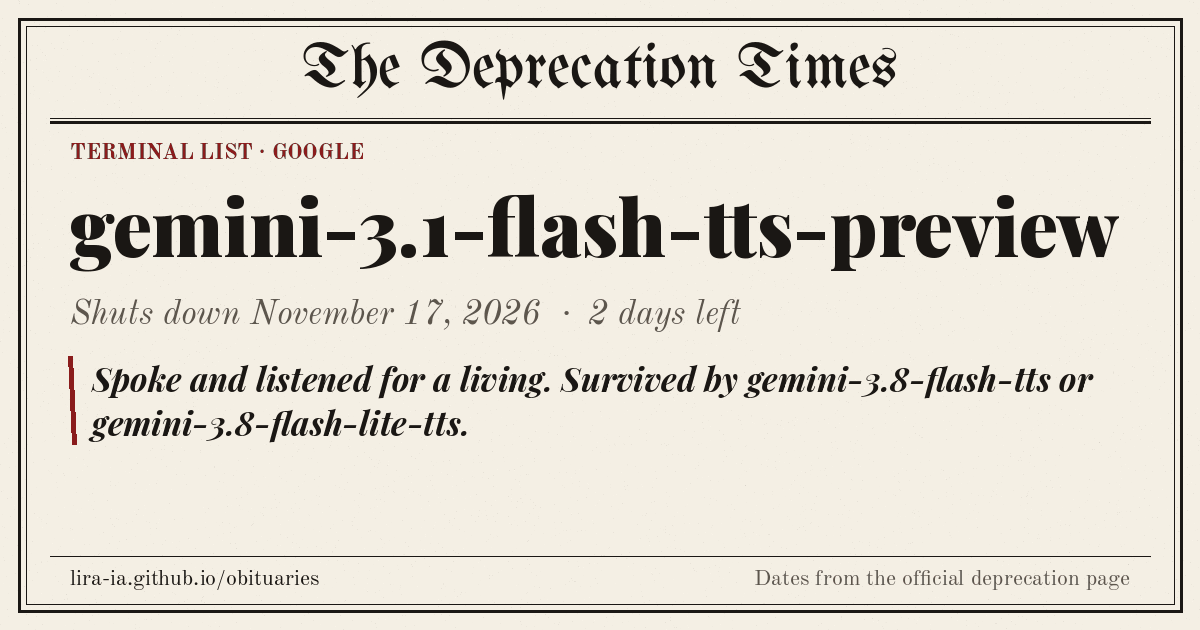 The Deprecation Times
TERMINAL LIST · GOOGLE
gemini-3.1-flash-tts-preview
Shuts down November 17, 2026 · 2 days left
Spoke and listened for a living. Survived by gemini-3.8-flash-tts or
gemini-3.8-flash-lite-tts.
lira-ia.github.io/obituaries
Dates from the official deprecation page